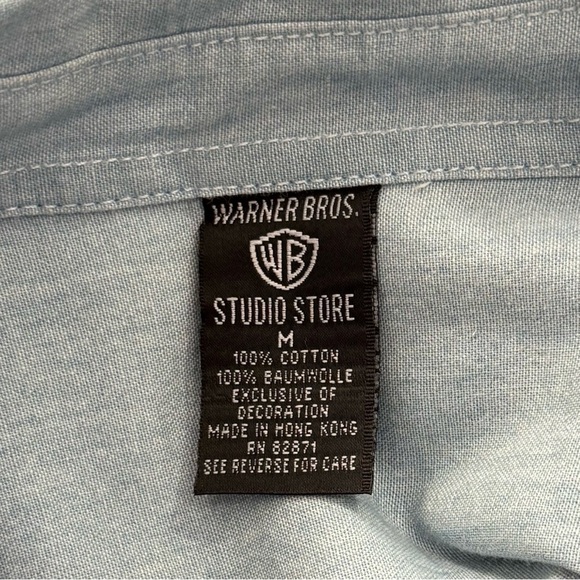 WARNER BROS.
WB
STUDIO STORE
M
100% COTTON
100% BAUMWOLLE
EXCLUSIVE OF
DECORATION
MADE IN HONG KONG
RN 82871
SEE REVERSE FOR CARE